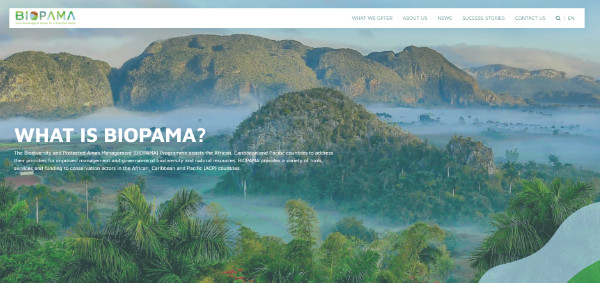 BIOPAMA
WHAT WE OFFER ABOUT US NEWS SUCCESS STORIES CONTACT US | EN
WHAT IS BIOPAMA?
The Biodiversity and Protected Areas Management (BIOPAMA) Programme assists the African, Caribbean and Pacific countries to address
their priorities for improved management and governance of biodiversity and natural resources. BIOPAMA provides a variety of tools,
services and funding to conservation actors in the African, Caribbean and Pacific (ACP) countries.